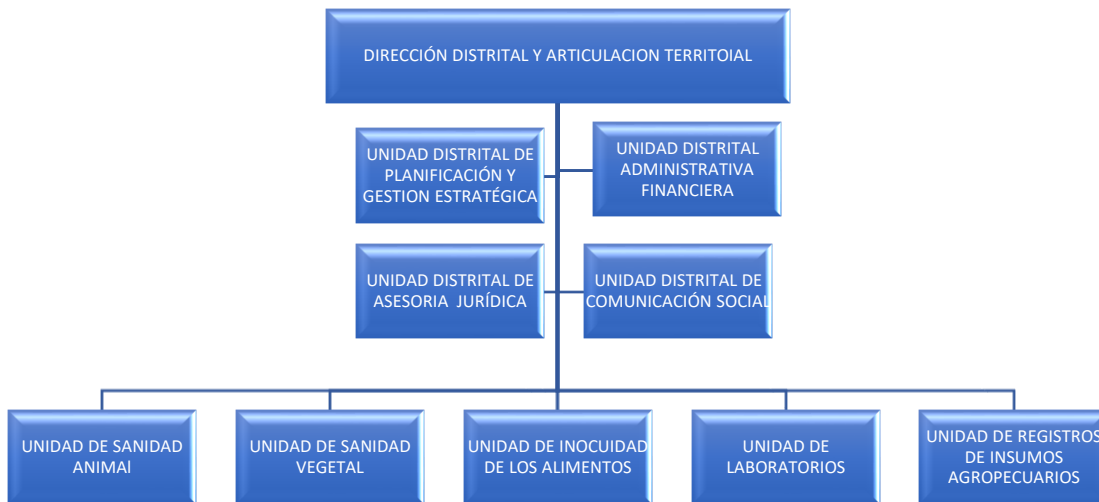 DIRECCIÓN DISTRITAL Y ARTICULACION TERRITOIAL
UNIDAD DISTRITAL DE
PLANIFICACIÓN Y
GESTION ESTRATÉGICA
UNIDAD DISTRITAL
ADMINISTRATIVA
FINANCIERA
UNIDAD DISTRITAL DE
ASESORIA JURÍDICA
UNIDAD DISTRITAL DE
COMUNICACIÓN SOCIAL
UNIDAD DE SANIDAD
ANIMAl
UNIDAD DE SANIDAD
VEGETAL
UNIDAD DE INOCUIDAD
DE LOS ALIMENTOS
UNIDAD DE
LABORATORIOS
UNIDAD DE REGISTROS
DE INSUMOS
AGROPECUARIOS